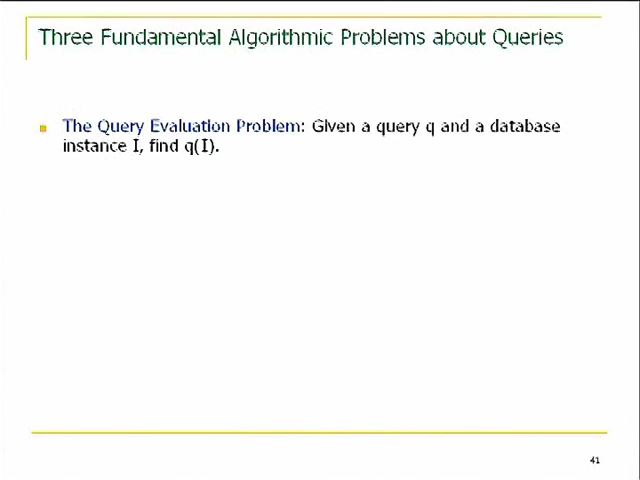 Three Fundamental Algorithmic Problems about Queries
The Query Evaluation Problem: Given a query q and a database
instance I, find q(I).
41